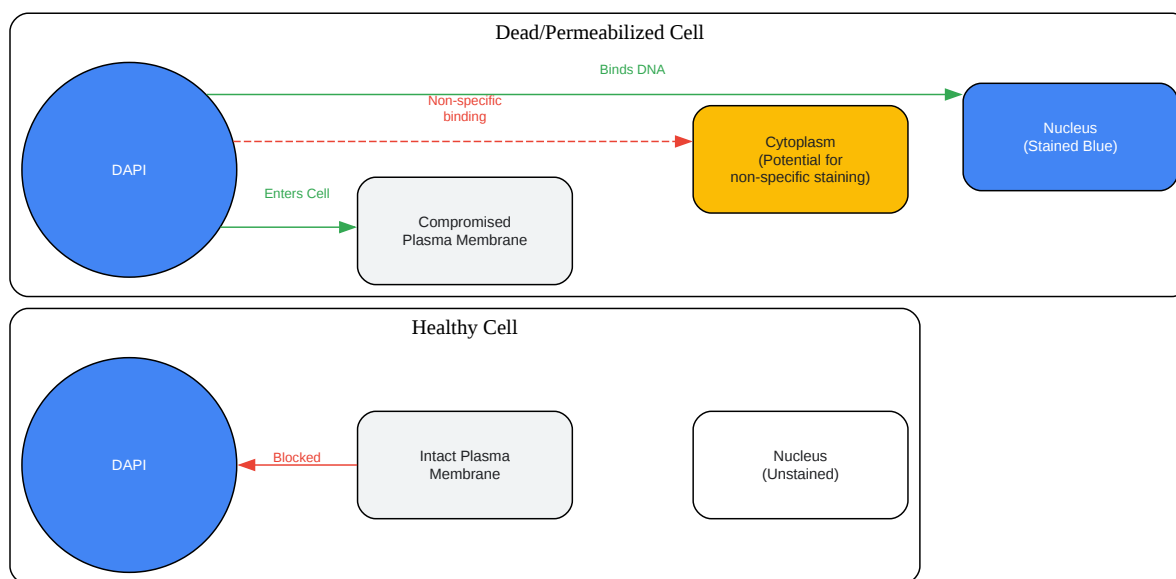 Dead/Permeabilized Cell
Binds DNA
Non-specific
binding
Nucleus
(Stained Blue)
Cytoplasm
(Potential for
non-specific staining)
DAPI
Enters Cell
Compromised
Plasma Membrane
Healthy Cell
DAPI
Blocked
Intact Plasma
Membrane
Nucleus
(Unstained)